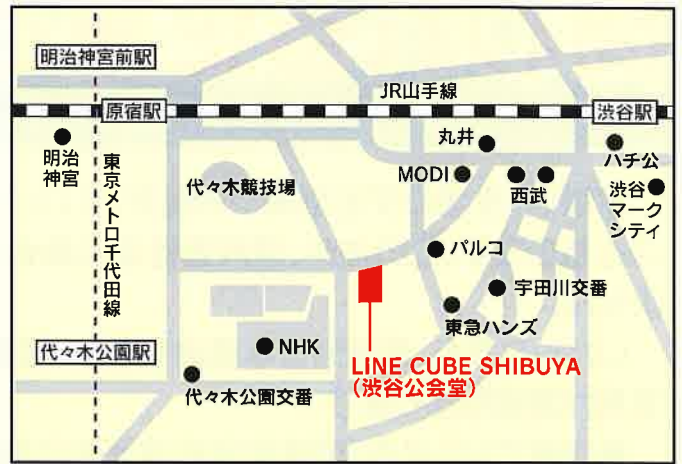 明治神宮前駅
JR山手線
原宿駅
渋谷駅
丸井
ハチ公
明治
神宮
MODI
西武
代々木競技場
渋谷
マーク
シティ
東京メトロ千代田線
パルコ
宇田川交番
東急ハンズ
代々木公園駅
NHK
LINE CUBE SHIBUYA
(渋谷公会堂)
代々木公園交番